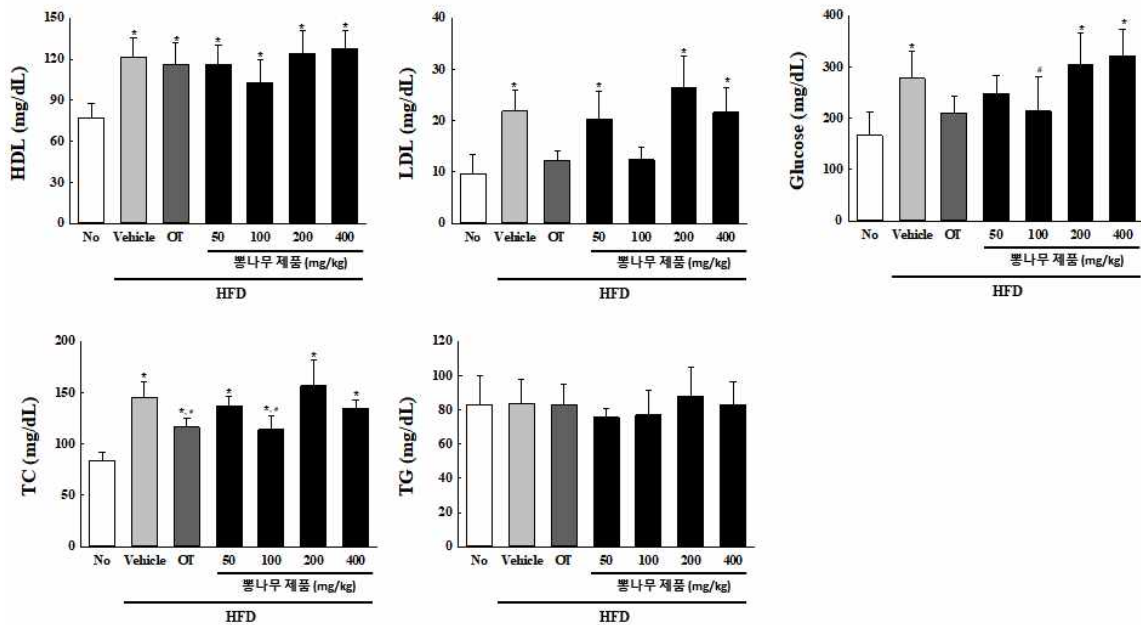 HDL (mg/dL)
150
120
90
60
30
0
* * * * * *
No Vehicle OT 50 100 200 400
뽕나무 제품 (mg/kg)
HFD
LDL (mg/dL)
40
30
20
10
0
* * * *
No Vehicle OT 50 100 200 400
뽕나무 제품 (mg/kg)
HFD
Glucose (mg/dL)
400
300
200
100
0
* # * *
No Vehicle OT 50 100 200 400
뽕나무 제품 (mg/kg)
HFD
TC (mg/dL)
200
150
100
50
0
* *,# * *,# * *
No Vehicle OT 50 100 200 400
뽕나무 제품 (mg/kg)
HFD
TG (mg/dL)
120
100
80
60
40
20
0
No Vehicle OT 50 100 200 400
뽕나무 제품 (mg/kg)
HFD